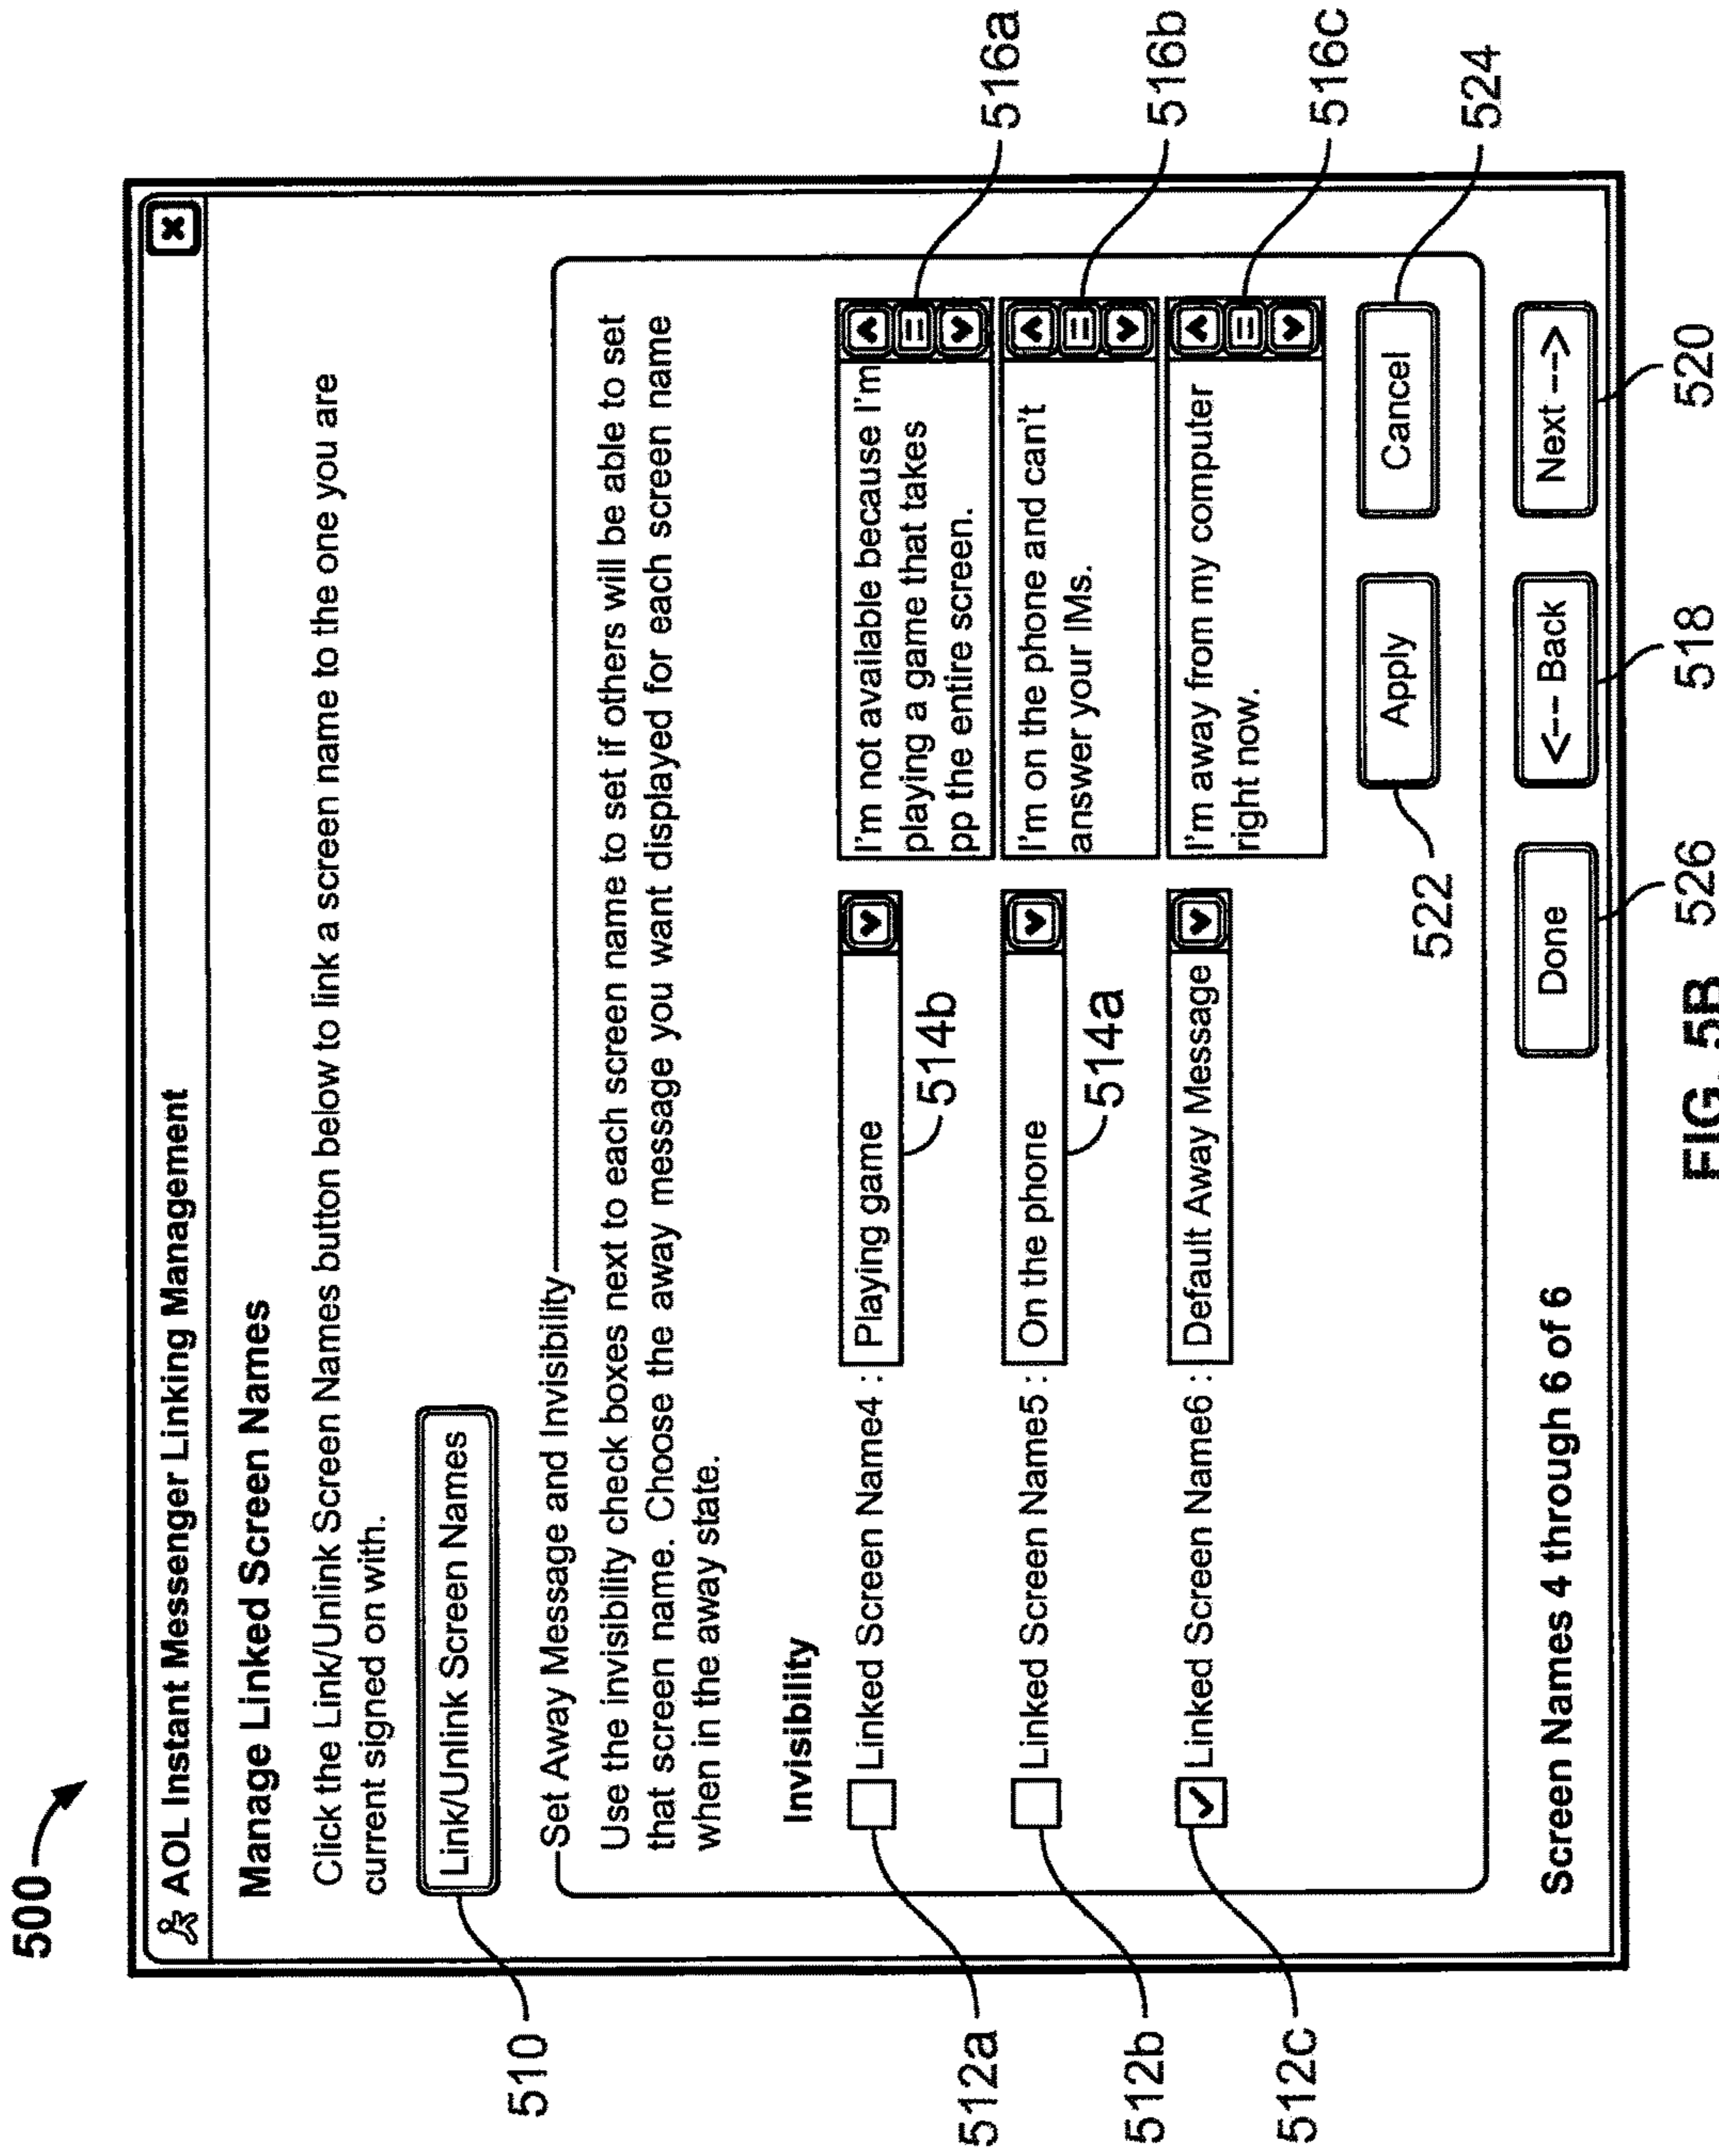 500
AOL Instant Messenger Linking Management
Manage Linked Screen Names
Click the Link/Unlink Screen Names button below to link a screen name to the one you are
current signed on with.
510
Link/Unlink Screen Names
Set Away Message and Invisibility
Use the invisibility check boxes next to each screen name to set if others will be able to set
that screen name. Choose the away message you want displayed for each screen name
when in the away state.
Invisibility
512a
Linked Screen Name4 :
Playing game
514b
I'm not available because I'm
playing a game that takes
pp the entire screen.
516a
512b
Linked Screen Name5 :
On the phone
514a
I'm on the phone and can't
answer your IMs.
516b
512c
Linked Screen Name6 :
Default Away Message
I'm away from my computer
right now.
516c
522
Apply
Cancel
524
Screen Names 4 through 6 of 6
Done
<-- Back
Next -->
526
518
520
FIG. 5B